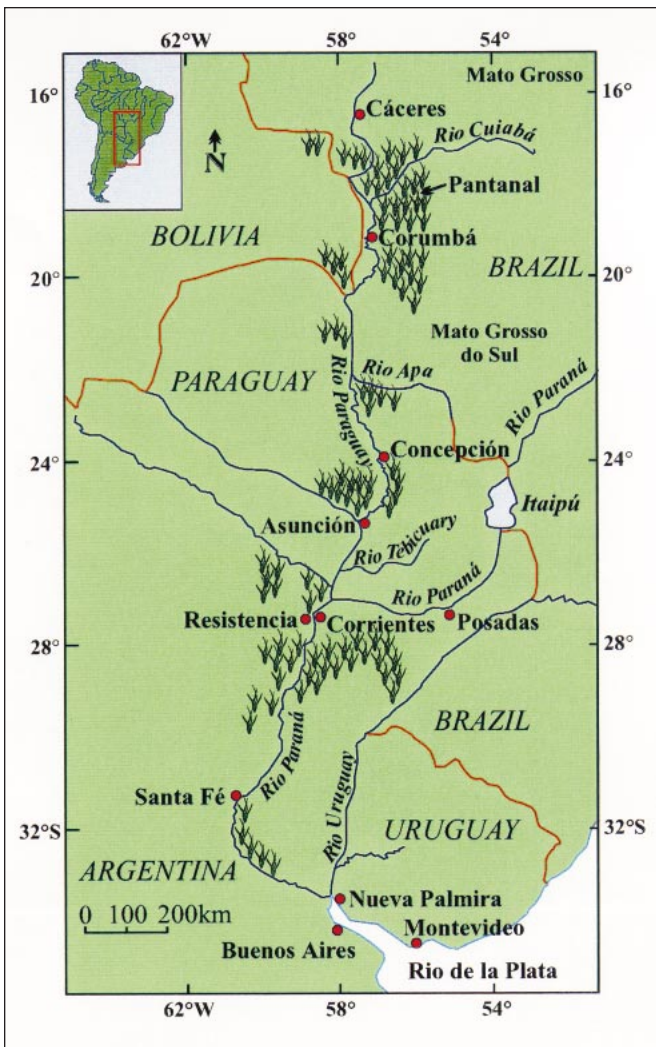 62°W
58°
54°
Mato Grosso
16°
16°
Cáceres
Rio Cuiabá
N
Pantanal
BOLIVIA
Corumbá
BRAZIL
20°
20°
Mato Grosso
do Sul
PARAGUAY
Rio Apa
Rio Paraguay
Rio Paraná
Concepción
24°
24°
Itaipú
Asunción
Rio Tebicuary
Rio Paraná
Resistencia
Corrientes
Posadas
28°
28°
BRAZIL
Rio Paraná
Santa Fé
Rio Uruguay
32°S
32°S
URUGUAY
ARGENTINA
Nueva Palmira
0 100 200km
Montevideo
Buenos Aires
Rio de la Plata
62°W
58°
54°